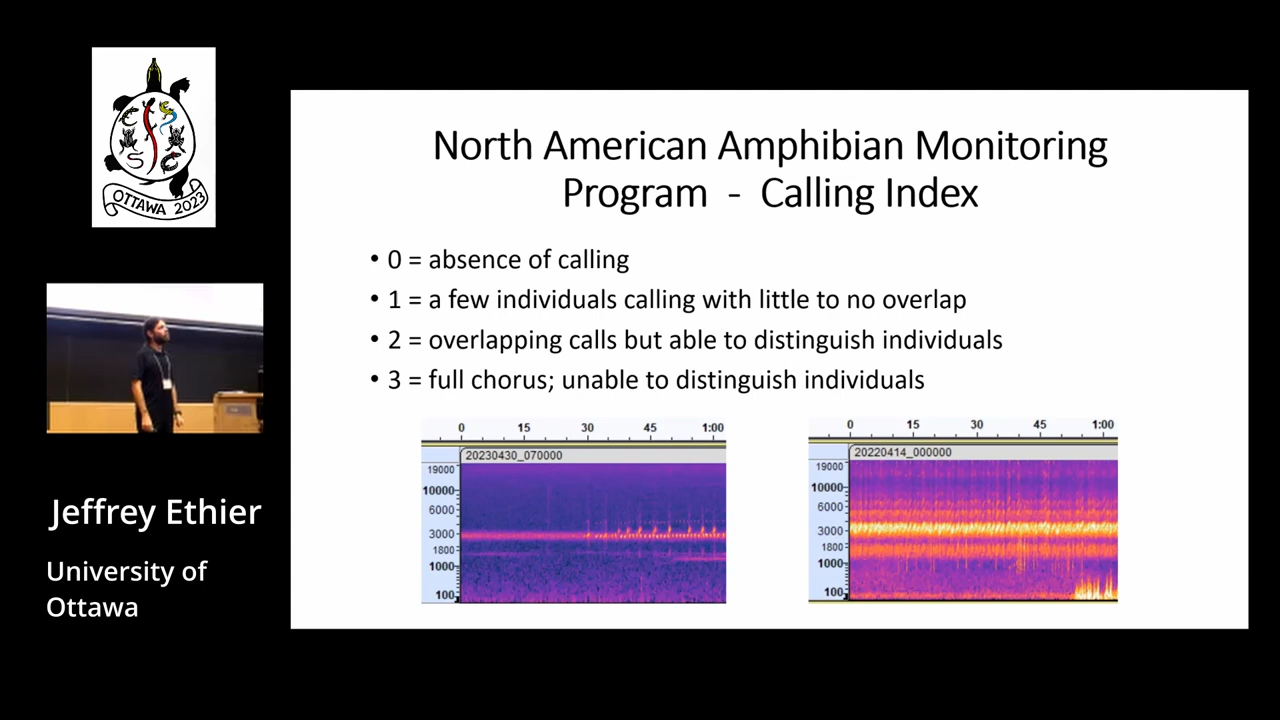 OTTAWA 2023
Jeffrey Ethier
University of
Ottawa
North American Amphibian Monitoring
Program - Calling Index
• 0 = absence of calling
• 1 = a few individuals calling with little to no overlap
• 2 = overlapping calls but able to distinguish individuals
• 3 = full chorus; unable to distinguish individuals
0 15 30 45 1:00
20230430_070000
19000
10000
6000
3000
1800
1000
100
0 15 30 45 1:00
20220414_000000
19000
10000
6000
3000
1800
1000
100